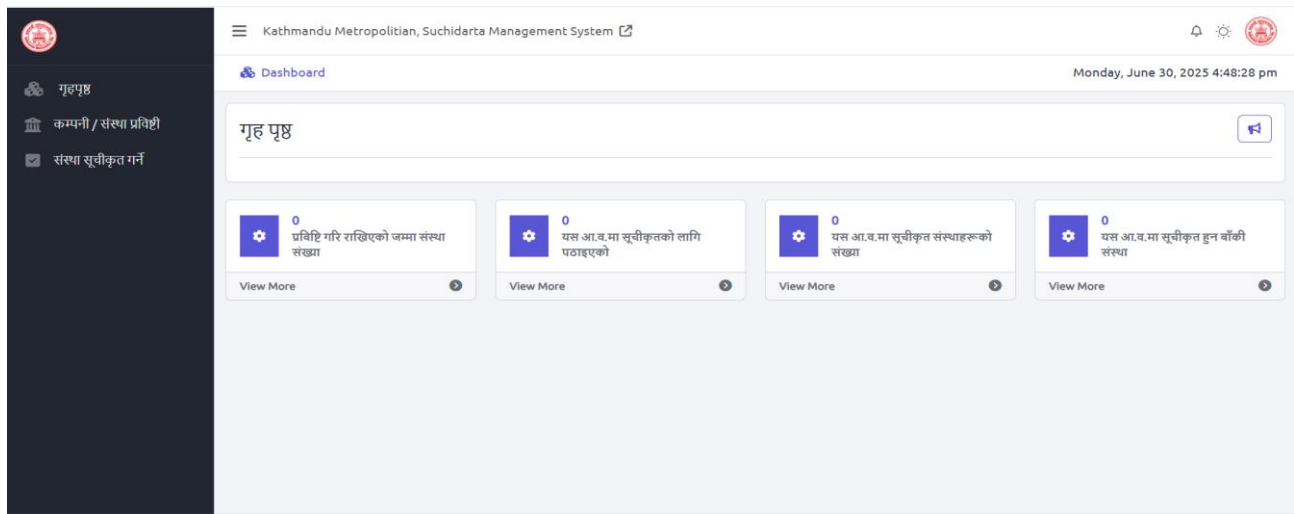 Kathmandu Metropolitian, Suchidarta Management System
Dashboard
Monday, June 30, 2025 4:48:28 pm
गृहपृष्ठ
कम्पनी / संस्था प्रविष्टी
संस्था सूचीकृत गर्ने
गृह पृष्ठ
0
प्रविष्टि गरि राखिएको जम्मा संस्था
संख्या
View More
0
यस आ.व.मा सूचीकृतको लागि
पठाइएको
View More
0
यस आ.व.मा सूचीकृत संस्थाहरूको
संख्या
View More
0
यस आ.व.मा सूचीकृत हुन बाँकी
संस्था
View More